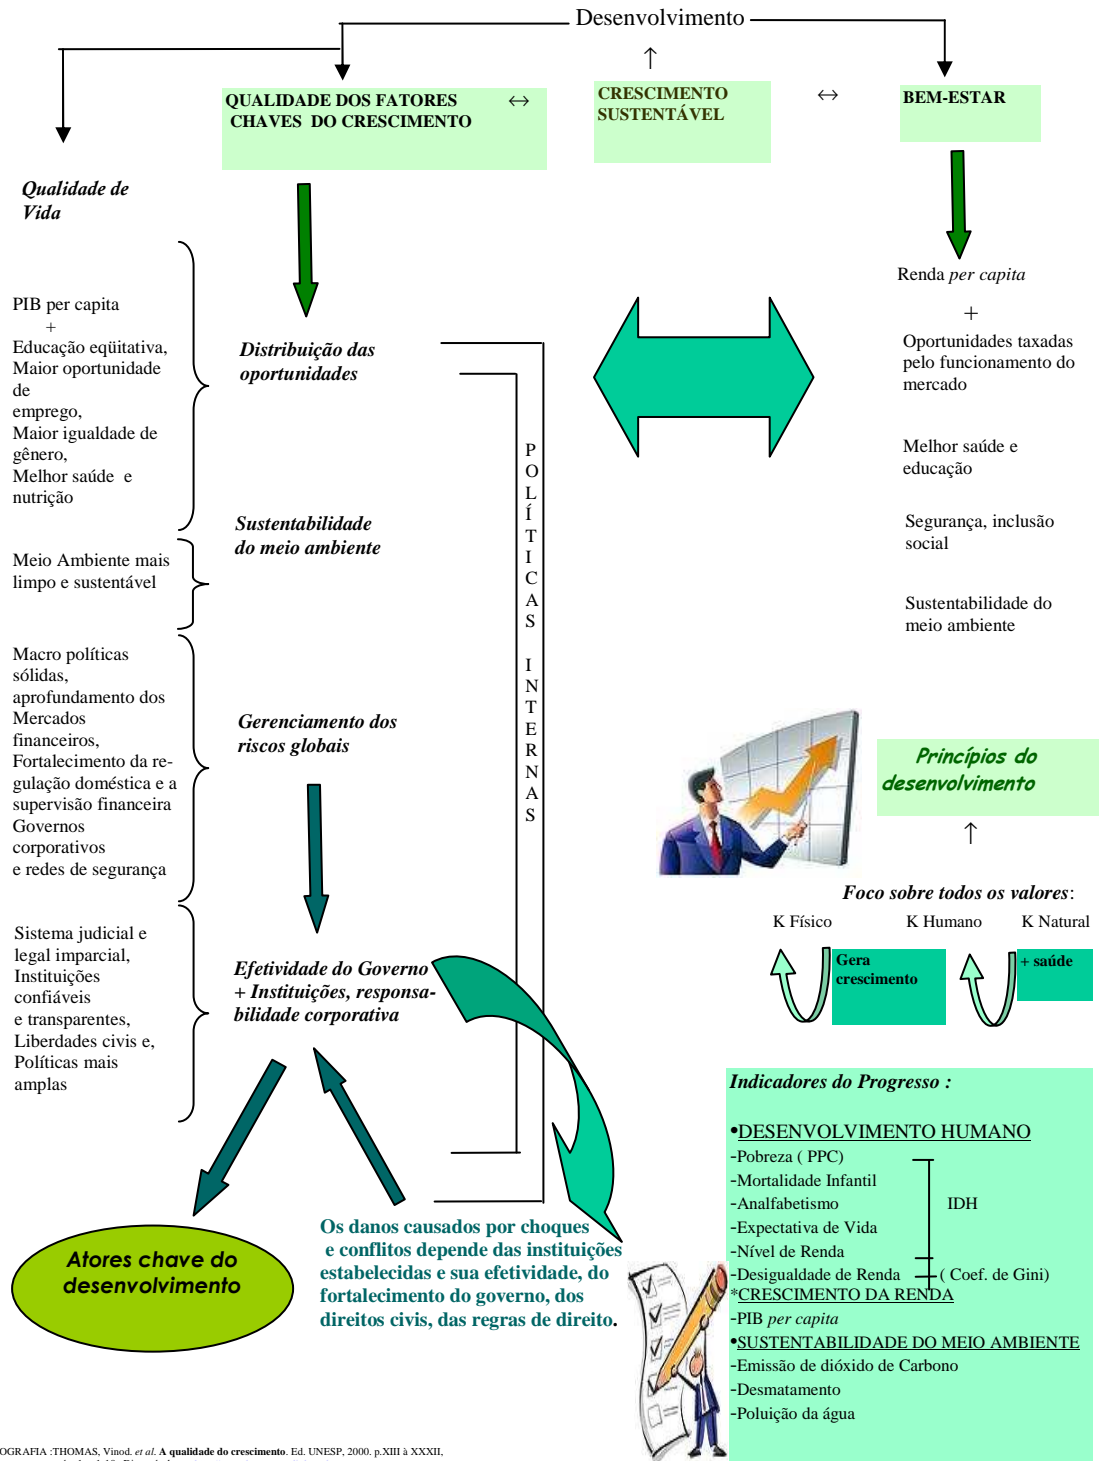 Desenvolvimento
↑
QUALIDADE DOS FATORES ↔
CHAVES DO CRESCIMENTO
CRESCIMENTO ↔
SUSTENTÁVEL
BEM-ESTAR
Qualidade de
Vida
PIB per capita
+
Educação eqüitativa,
Maior oportunidade
de
emprego,
Maior igualdade de
gênero,
Melhor saúde e
nutrição
Meio Ambiente mais
limpo e sustentável
Macro políticas
sólidas,
aprofundamento dos
Mercados
financeiros,
Fortalecimento da re-
gulação doméstica e a
supervisão financeira
Governos
corporativos
e redes de segurança
Sistema judicial e
legal imparcial,
Instituições
confiáveis
e transparentes,
Liberdades civis e,
Políticas mais
amplas
Distribuição das
oportunidades
Sustentabilidade
do meio ambiente
Gerenciamento dos
riscos globais
Efetividade do Governo
+ Instituições, responsa-
bilidade corporativa
POLÍTICAS INTERNAS
Renda per capita
+
Oportunidades taxadas
pelo funcionamento do
mercado
Melhor saúde e
educação
Segurança, inclusão
social
Sustentabilidade do
meio ambiente
Princípios do
desenvolvimento
↑
Foco sobre todos os valores:
K Físico K Humano K Natural
Gera
crescimento
+ saúde
Atores chave do
desenvolvimento
Os danos causados por choques
e conflitos depende das instituições
estabelecidas e sua efetividade, do
fortalecimento do governo, dos
direitos civis, das regras de direito.
Indicadores do Progresso :
•DESENVOLVIMENTO HUMANO
-Pobreza ( PPC)
-Mortalidade Infantil
-Analfabetismo IDH
-Expectativa de Vida
-Nível de Renda
-Desigualdade de Renda ( Coef. de Gini)
*CRESCIMENTO DA RENDA
-PIB per capita
•SUSTENTABILIDADE DO MEIO AMBIENTE
-Emissão de dióxido de Carbono
-Desmatamento
-Poluição da água
OGRAFIA :THOMAS, Vinod. et al. A qualidade do crescimento. Ed. UNESP, 2000. p.XIII à XXXII,